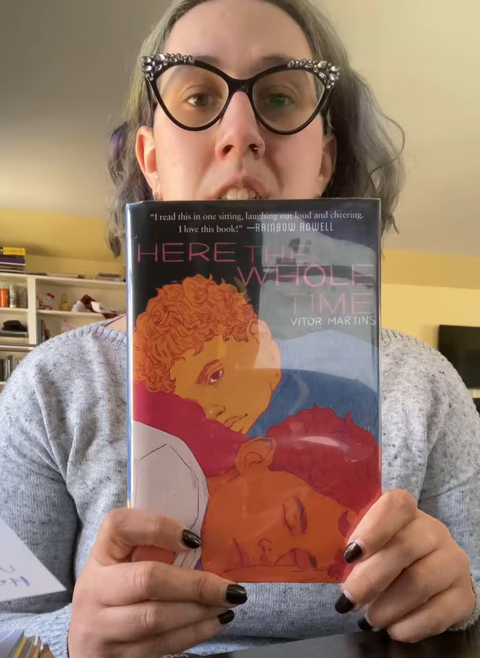 "I read this in one sitting, laughing out loud and cheering.
I love this book!" —RAINBOW ROWELL
HERE THE
WHOLE
TIME
VITOR MARTINS